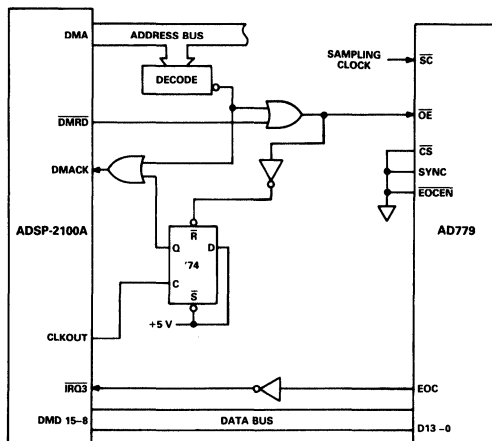 DMA
ADDRESS BUS
DECODE
SAMPLING
CLOCK
SC
DMRD
OE
DMACK
CS
SYNC
EOCEN
ADSP-2100A
AD779
R
Q
D
'74
C
S
+5 V
CLKOUT
IRQ3
EOC
DMD 15–8
DATA BUS
D13 -0